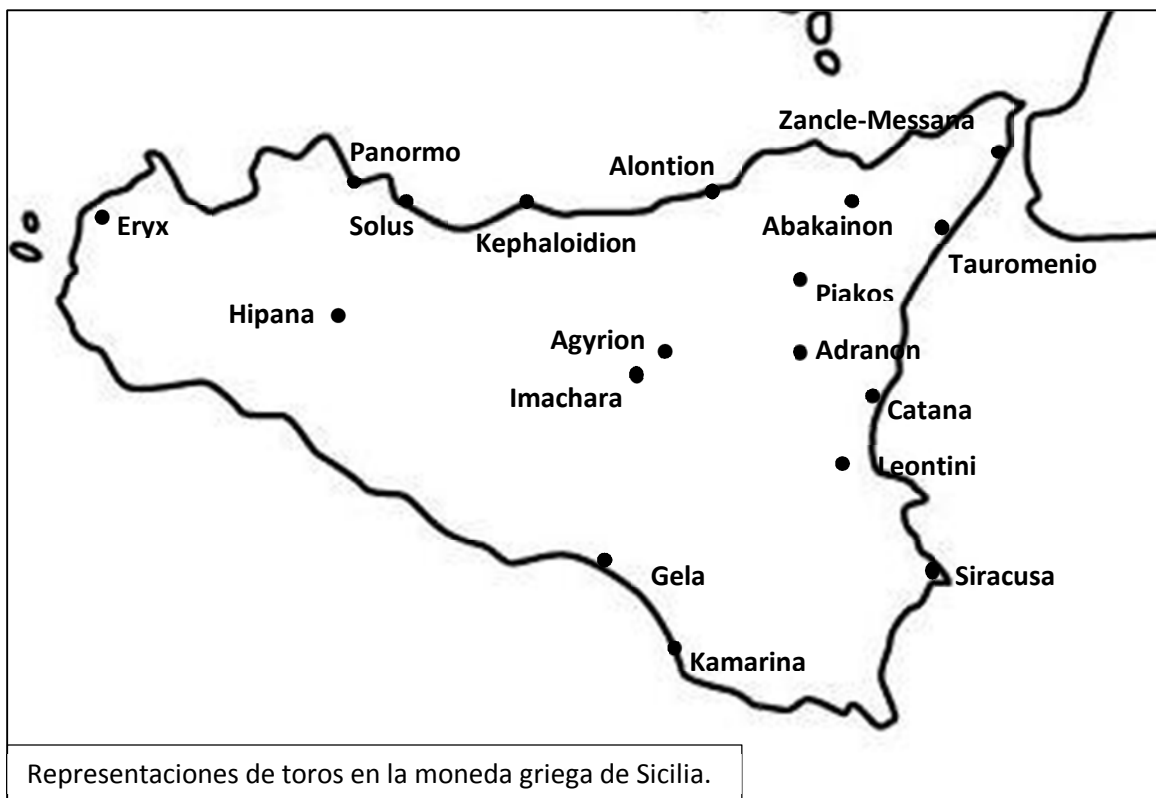 Zancle-Messana
Panormo
Alontion
Eryx
Solus
Kephaloidion
Abakainon
Tauromenio
Piakos
Hipana
Agyrion
Adranon
Imachara
Catana
Leontini
Gela
Siracusa
Kamarina
Representaciones de toros en la moneda griega de Sicilia.